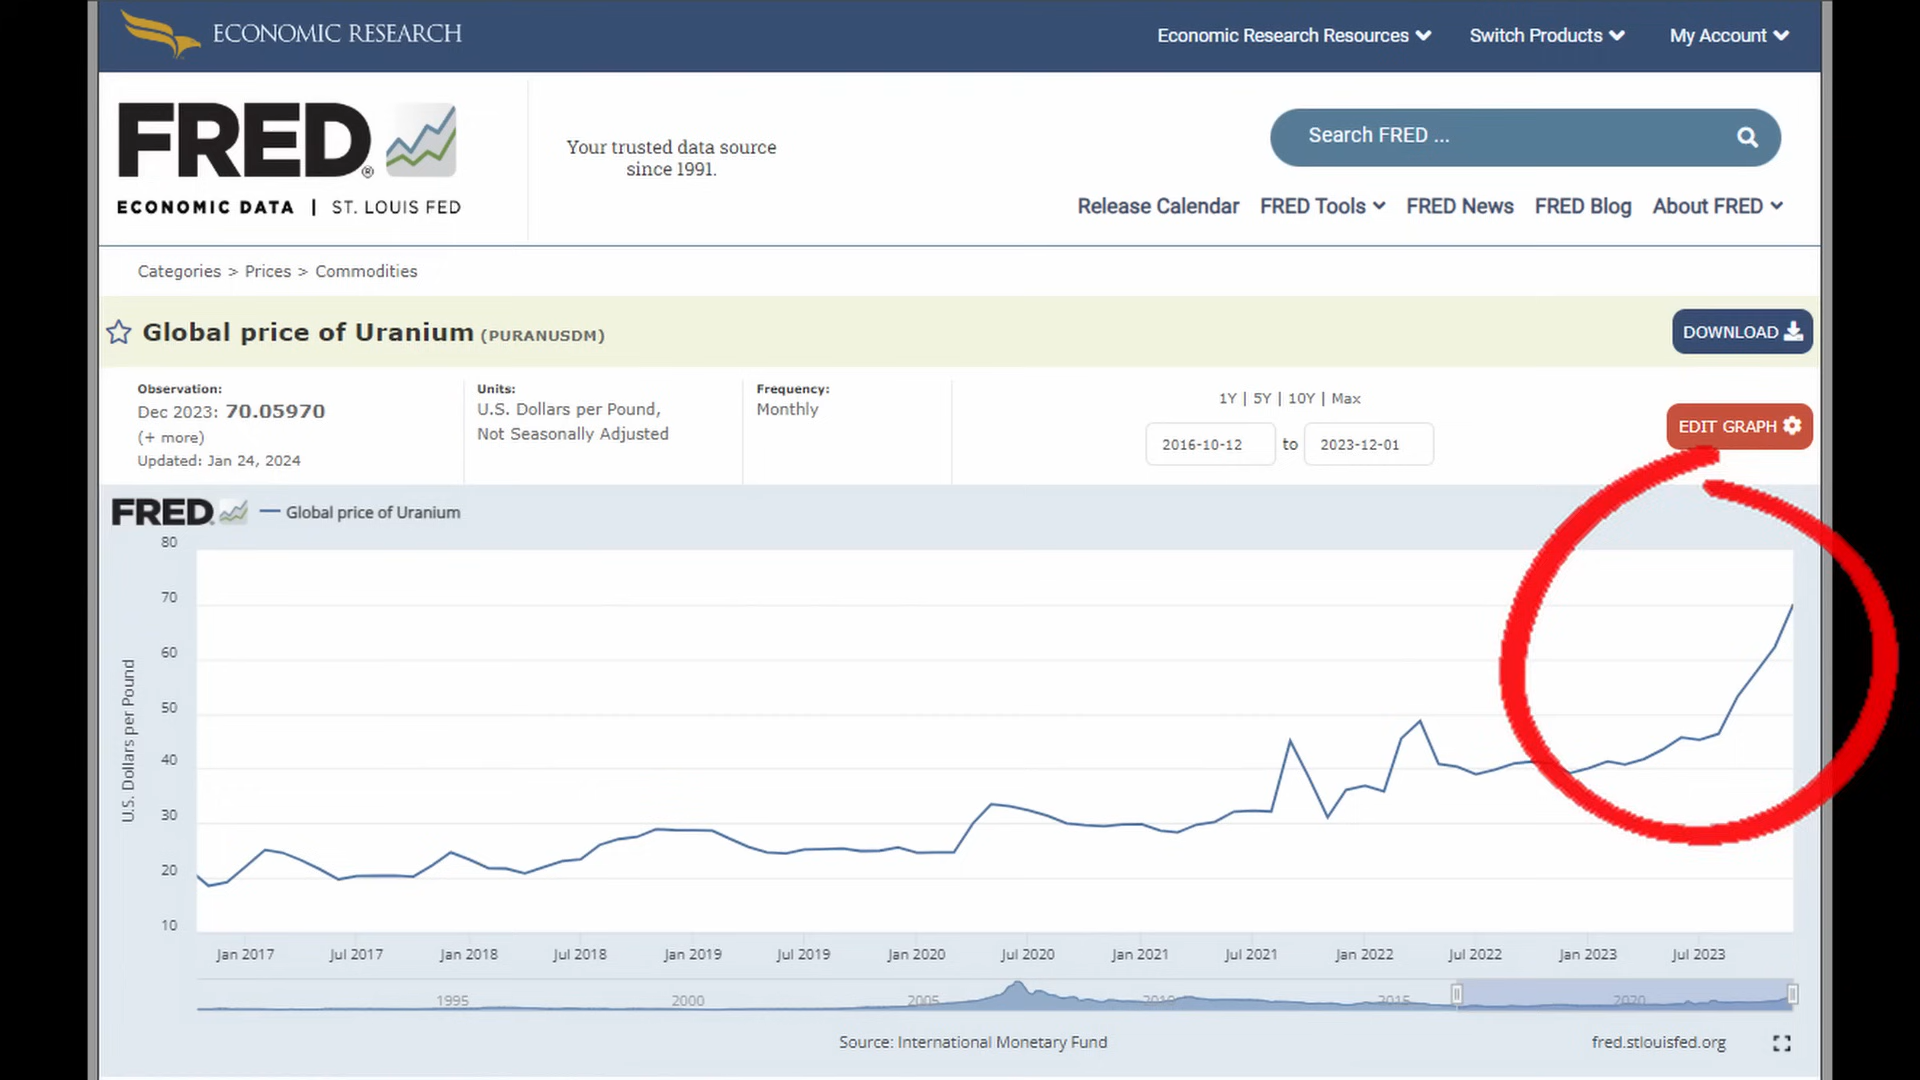 ECONOMIC RESEARCH
Economic Research Resources
Switch Products
My Account
FRED®
ECONOMIC DATA | ST. LOUIS FED
Your trusted data source
since 1991.
Search FRED ...
Release Calendar
FRED Tools
FRED News
FRED Blog
About FRED
Categories > Prices > Commodities
Global price of Uranium (PURANUSDM)
DOWNLOAD
Observation:
Dec 2023: 70.05970
(+ more)
Updated: Jan 24, 2024
Units:
U.S. Dollars per Pound,
Not Seasonally Adjusted
Frequency:
Monthly
1Y | 5Y | 10Y | Max
2016-10-12 to 2023-12-01
EDIT GRAPH
FRED
Global price of Uranium
U.S. Dollars per Pound
80
70
60
50
40
30
20
10
Jan 2017
Jul 2017
Jan 2018
Jul 2018
Jan 2019
Jul 2019
Jan 2020
Jul 2020
Jan 2021
Jul 2021
Jan 2022
Jul 2022
Jan 2023
Jul 2023
1995
2000
2005
2010
2015
2020
Source: International Monetary Fund
fred.stlouisfed.org